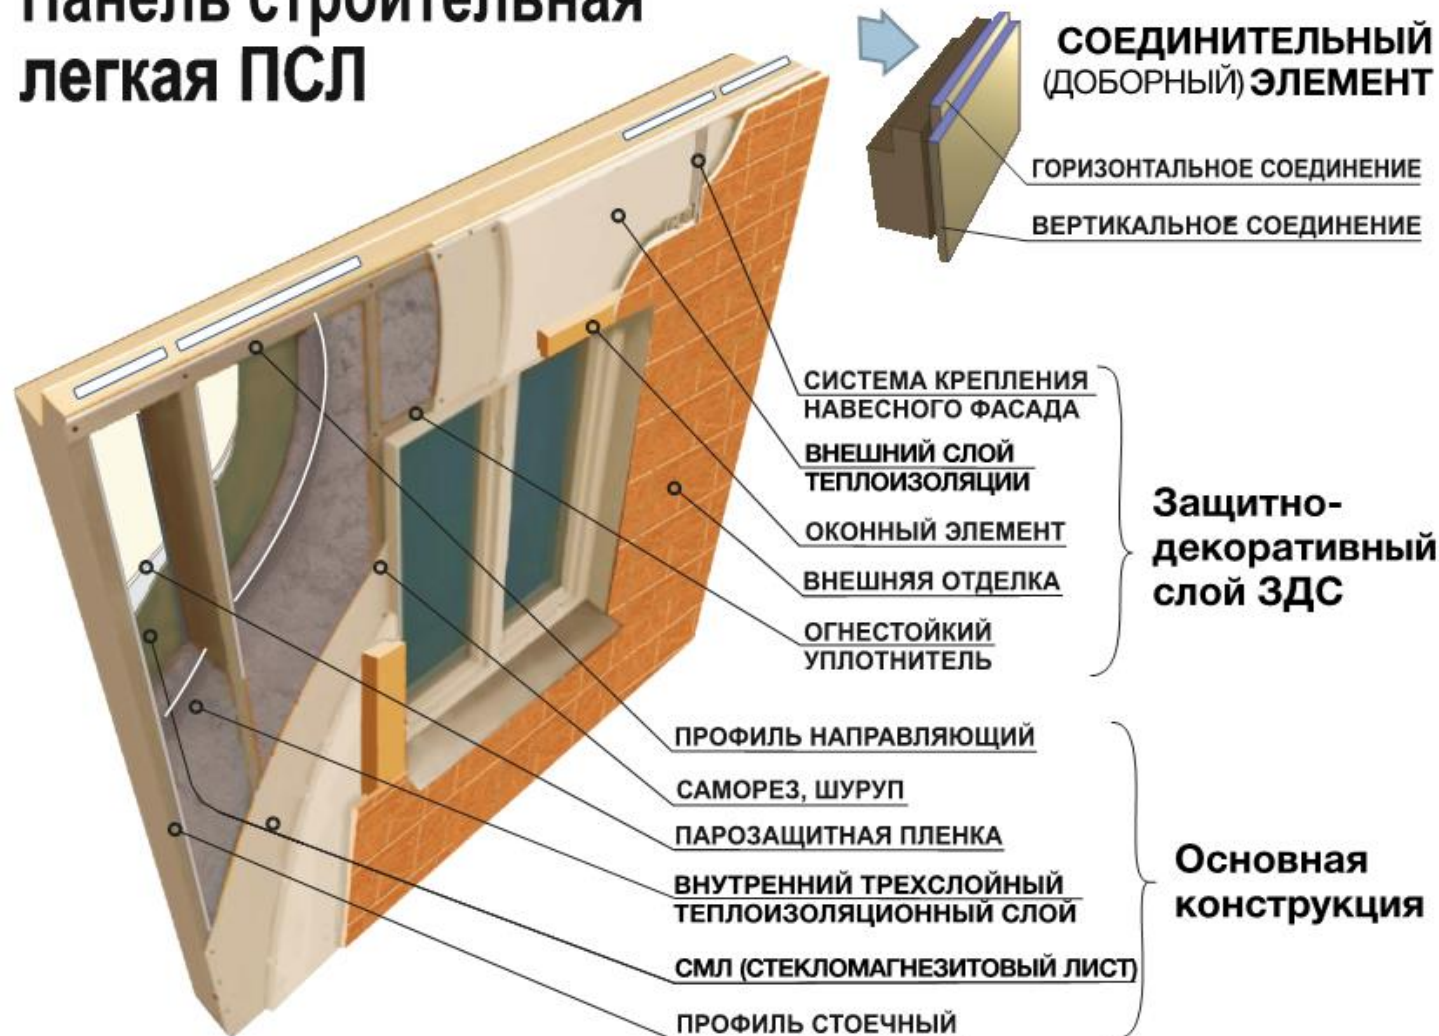 Панель строительная
легкая ПСЛ
СОЕДИНИТЕЛЬНЫЙ
(ДОБОРНЫЙ) ЭЛЕМЕНТ
ГОРИЗОНТАЛЬНОЕ СОЕДИНЕНИЕ
ВЕРТИКАЛЬНОЕ СОЕДИНЕНИЕ
СИСТЕМА КРЕПЛЕНИЯ
НАВЕСНОГО ФАСАДА
ВНЕШНИЙ СЛОЙ
ТЕПЛОИЗОЛЯЦИИ
ОКОННЫЙ ЭЛЕМЕНТ
ВНЕШНЯЯ ОТДЕЛКА
ОГНЕСТОЙКИЙ
УПЛОТНИТЕЛЬ
Защитно-
декоративный
слой ЗДС
ПРОФИЛЬ НАПРАВЛЯЮЩИЙ
САМОРЕЗ, ШУРУП
ПАРОЗАЩИТНАЯ ПЛЕНКА
ВНУТРЕННИЙ ТРЕХСЛОЙНЫЙ
ТЕПЛОИЗОЛЯЦИОННЫЙ СЛОЙ
СМЛ (СТЕКЛОМАГНЕЗИТОВЫЙ ЛИСТ)
ПРОФИЛЬ СТОЕЧНЫЙ
Основная
конструкция